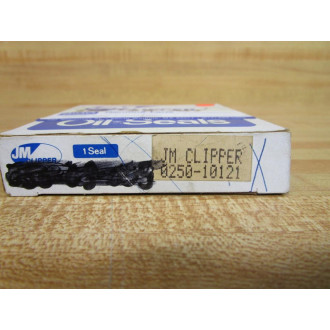 Oil-Seals
JM
CLIPPER
1 Seal
JM CLIPPER
0250-10121